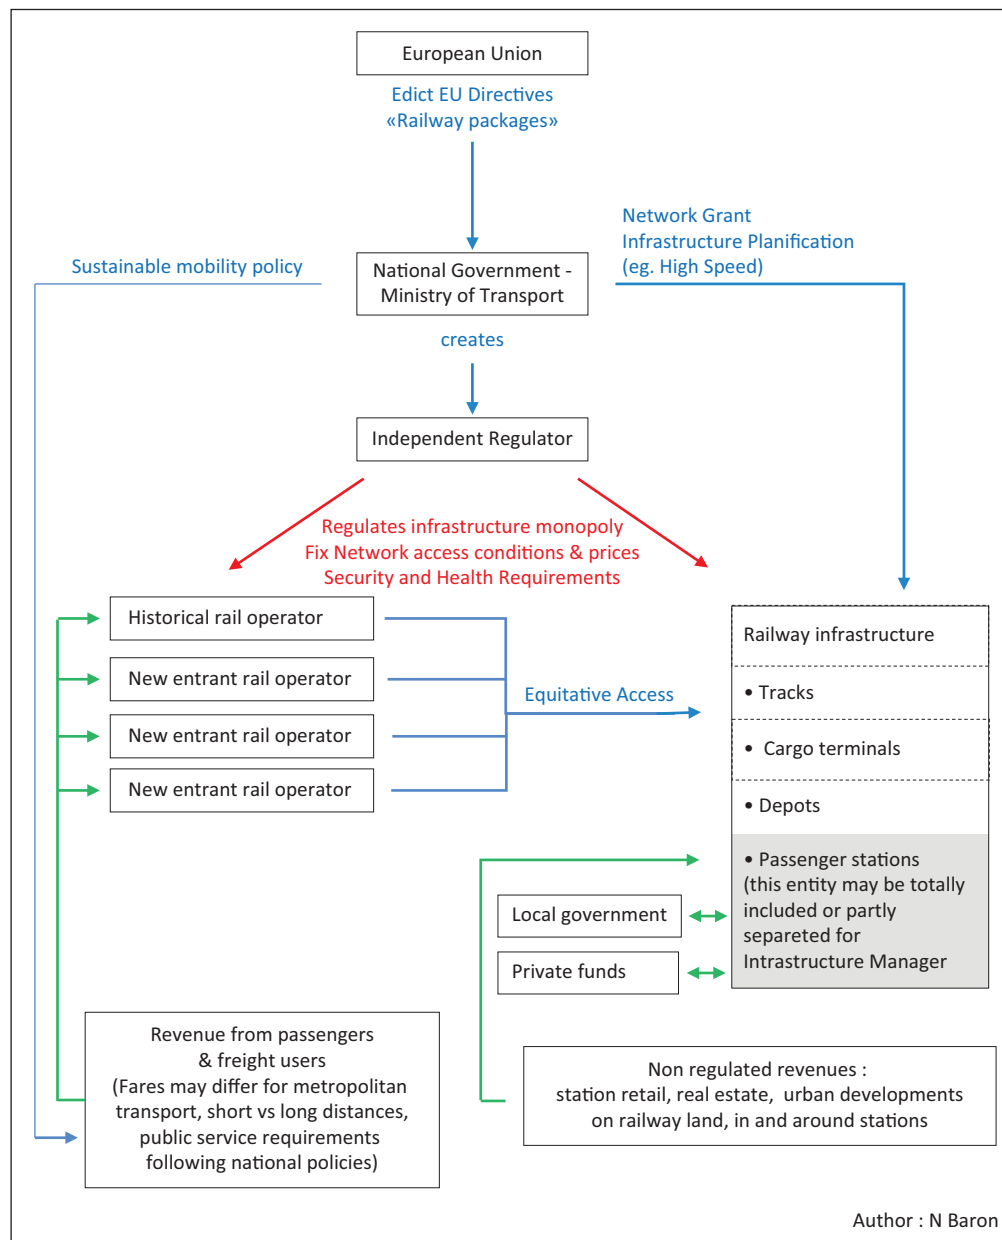 European Union
Edict EU Directives
«Railway packages»
Network Grant
Infrastructure Planification
(eg. High Speed)
Sustainable mobility policy
National Government -
Ministry of Transport
creates
Independent Regulator
Regulates infrastructure monopoly
Fix Network access conditions & prices
Security and Health Requirements
Historical rail operator
New entrant rail operator
New entrant rail operator
New entrant rail operator
Equitative Access
Railway infrastructure
• Tracks
• Cargo terminals
• Depots
• Passenger stations
(this entity may be totally
included or partly
separeted for
Intrastructure Manager
Local government
Private funds
Revenue from passengers
& freight users
(Fares may differ for metropolitan
transport, short vs long distances,
public service requirements
following national policies)
Non regulated revenues :
station retail, real estate, urban developments
on railway land, in and around stations
Author : N Baron